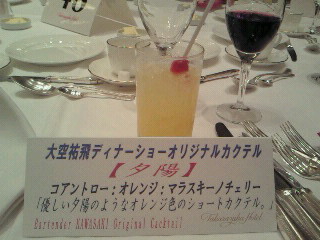 40
大空祐飛ディナーショーオリジナルカクテル
【夕陽】
コアントロー:オレンジ:マラスキーノチェリー
「優しい夕陽のようなオレンジ色のショートカクテル。」
Bartender KAWASAKI Original Cocktail
Takarazuka Hotel